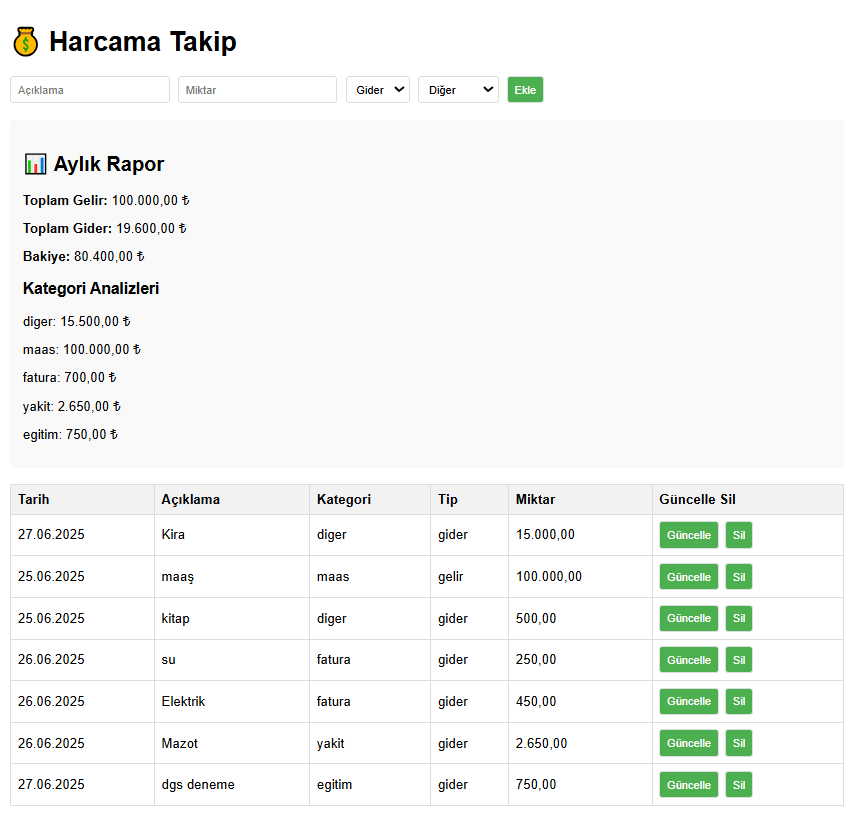 Harcama Takip
Açıklama Miktar Gider Diğer Ekle
Aylık Rapor
Toplam Gelir: 100.000,00 ₺
Toplam Gider: 19.600,00 ₺
Bakiye: 80.400,00 ₺
Kategori Analizleri
diger: 15.500,00 ₺
maas: 100.000,00 ₺
fatura: 700,00 ₺
yakit: 2.650,00 ₺
egitim: 750,00 ₺
Tarih Açıklama Kategori Tip Miktar Güncelle Sil
27.06.2025 Kira diger gider 15.000,00 Güncelle Sil
25.06.2025 maaş maas gelir 100.000,00 Güncelle Sil
25.06.2025 kitap diger gider 500,00 Güncelle Sil
26.06.2025 su fatura gider 250,00 Güncelle Sil
26.06.2025 Elektrik fatura gider 450,00 Güncelle Sil
26.06.2025 Mazot yakit gider 2.650,00 Güncelle Sil
27.06.2025 dgs deneme egitim gider 750,00 Güncelle Sil